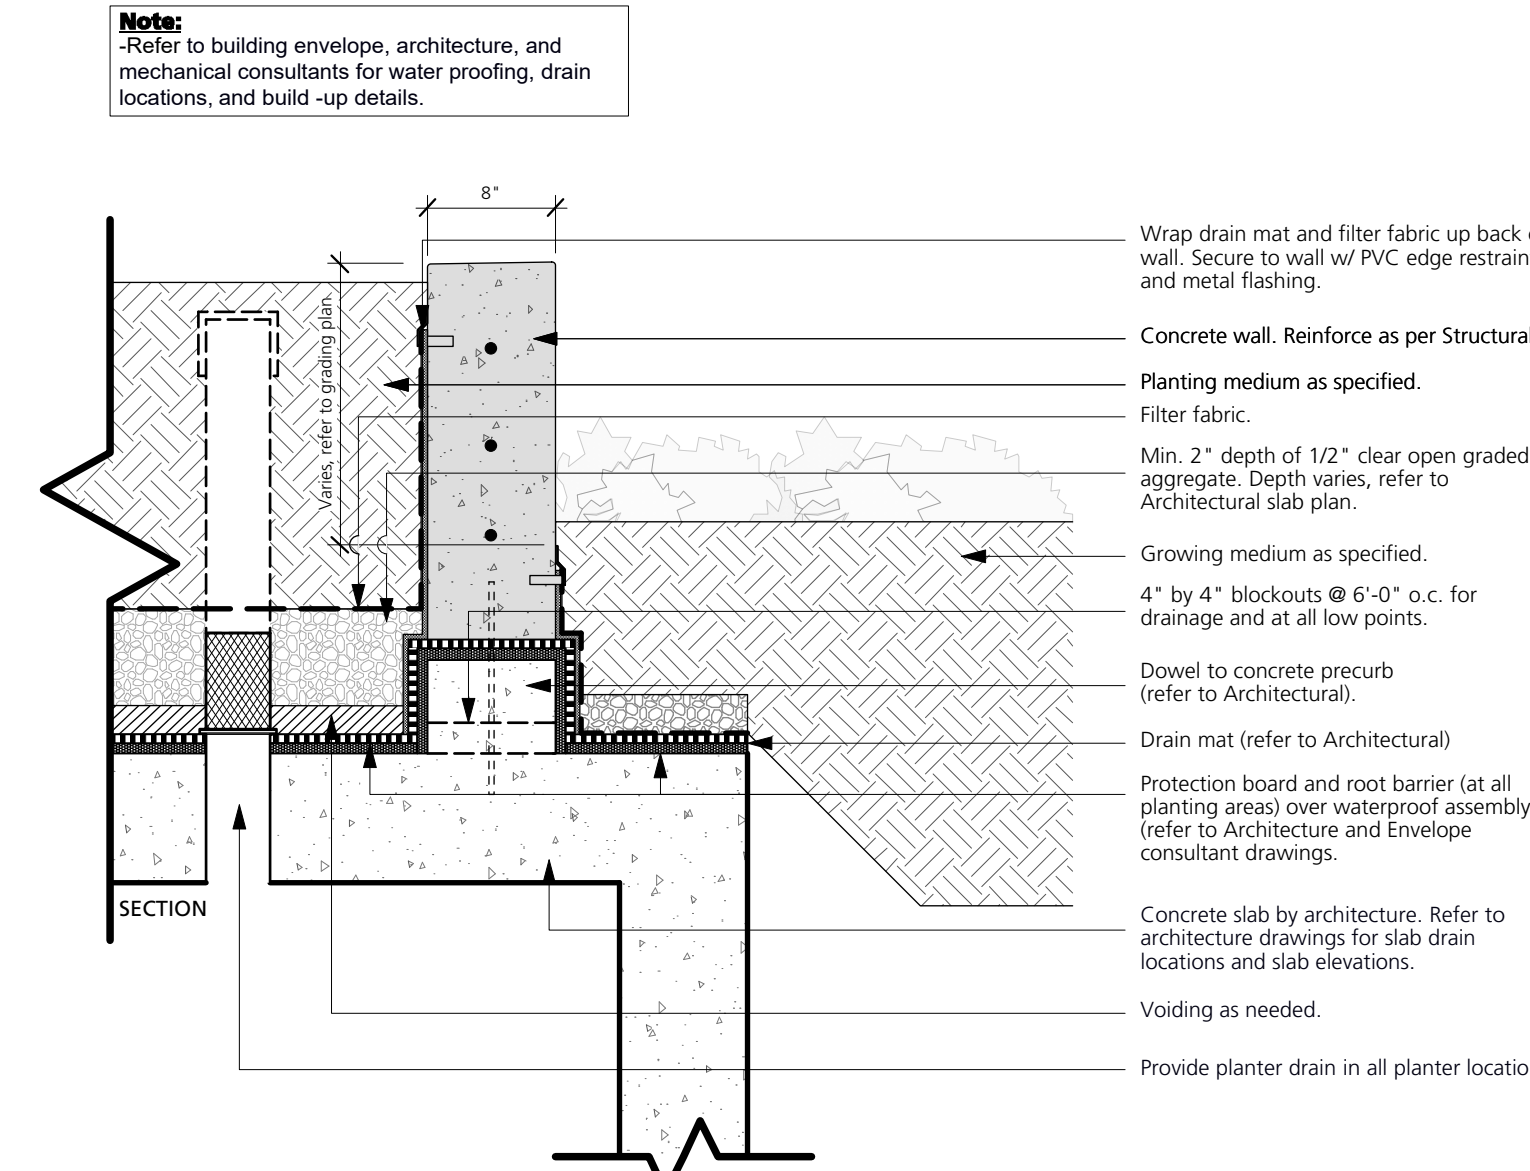 Note:
-Refer to building envelope, architecture, and
mechanical consultants for water proofing, drain
locations, and build -up details.
8"
Varies, refer to grading plan
Wrap drain mat and filter fabric up back
wall. Secure to wall w/ PVC edge restrain
and metal flashing.
Concrete wall. Reinforce as per Structural
Planting medium as specified.
Filter fabric.
Min. 2" depth of 1/2" clear open graded
aggregate. Depth varies, refer to
Architectural slab plan.
Growing medium as specified.
4" by 4" blockouts @ 6'-0" o.c. for
drainage and at all low points.
Dowel to concrete precurb
(refer to Architectural).
Drain mat (refer to Architectural)
Protection board and root barrier (at all
planting areas) over waterproof assembly
(refer to Architecture and Envelope
consultant drawings.
SECTION
Concrete slab by architecture. Refer to
architecture drawings for slab drain
locations and slab elevations.
Voiding as needed.
Provide planter drain in all planter locatio